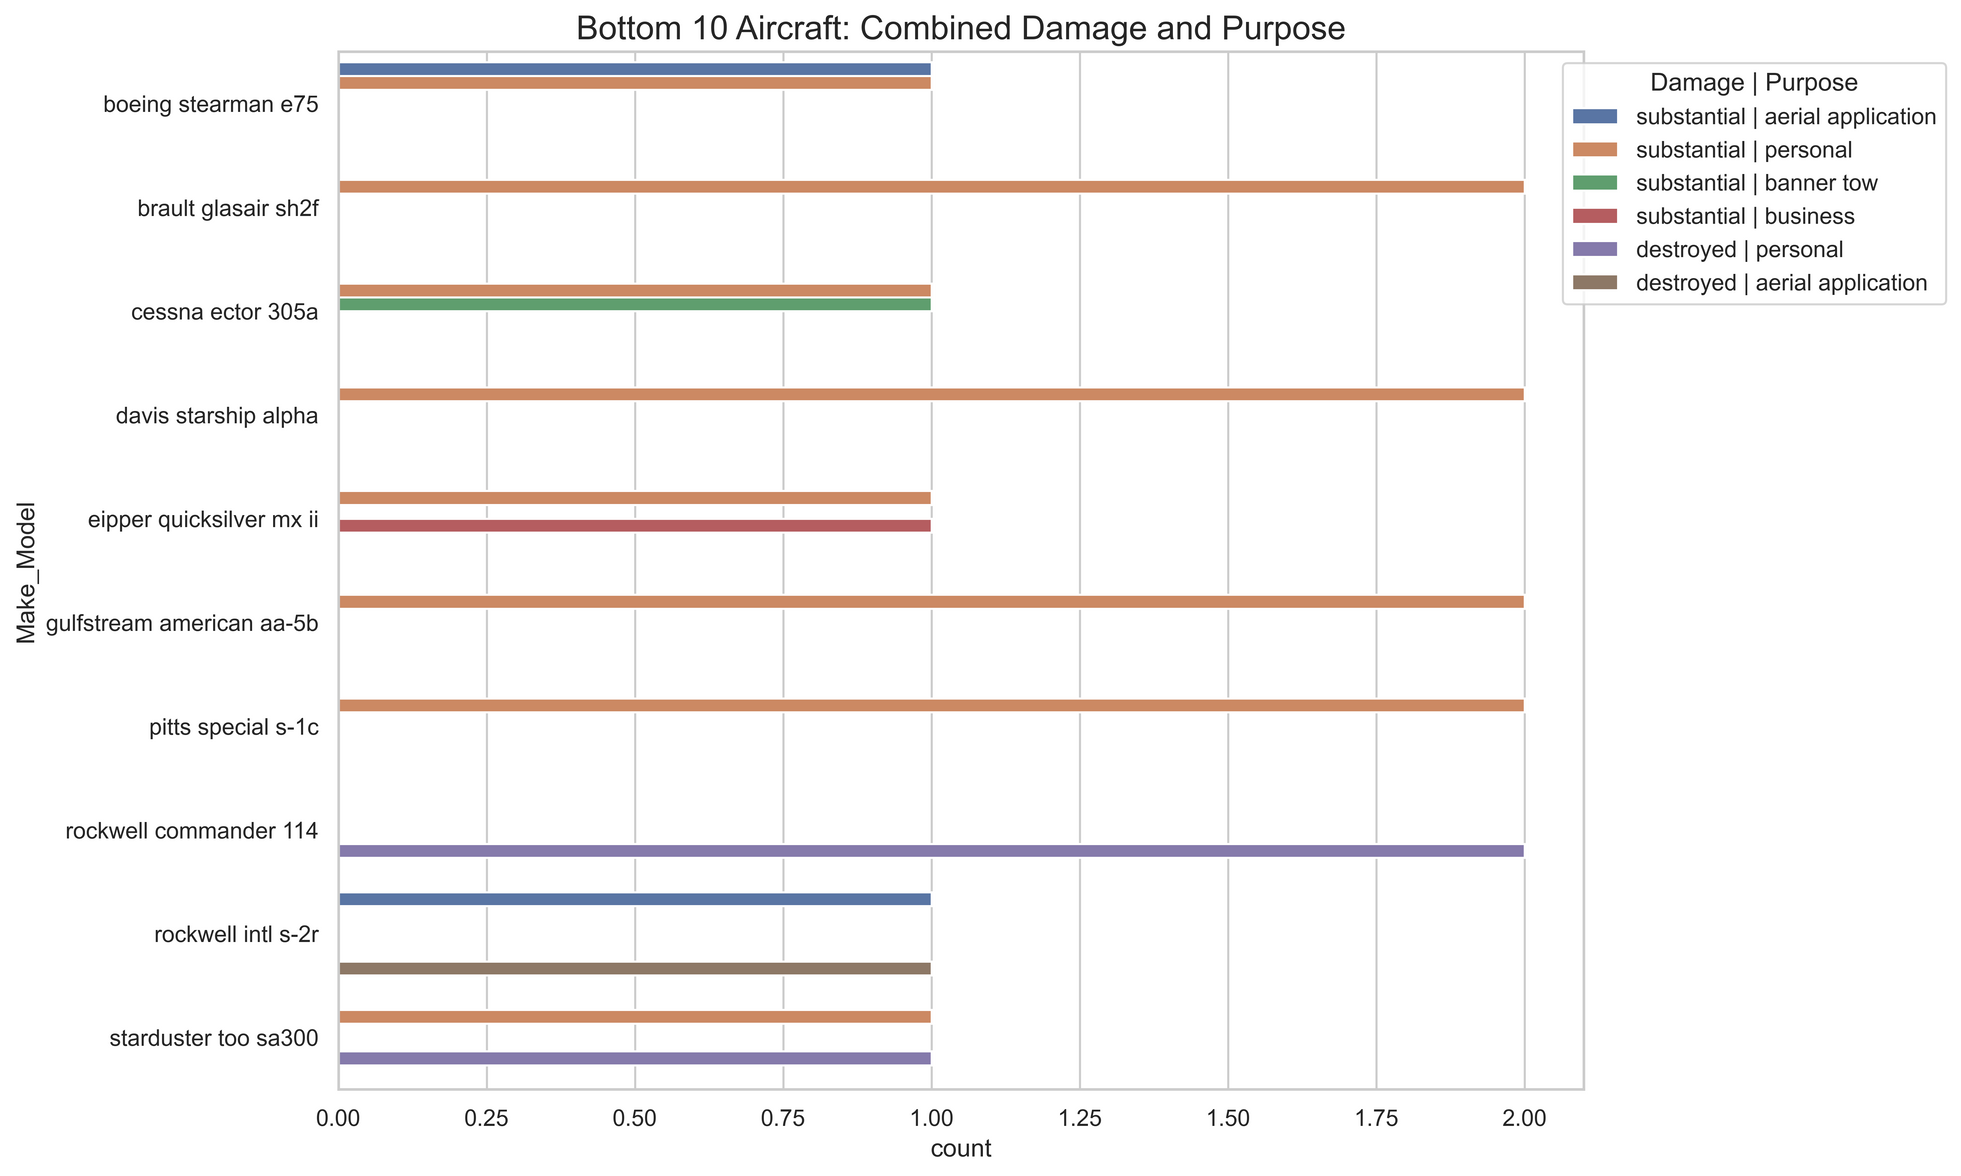 Bottom 10 Aircraft: Combined Damage and Purpose
Damage | Purpose
substantial | aerial application
substantial | personal
substantial | banner tow
substantial | business
destroyed | personal
destroyed | aerial application
Make_Model
boeing stearman e75
brault glasair sh2f
cessna ector 305a
davis starship alpha
eipper quicksilver mx ii
gulfstream american aa-5b
pitts special s-1c
rockwell commander 114
rockwell intl s-2r
starduster too sa300
0.00 0.25 0.50 0.75 1.00 1.25 1.50 1.75 2.00
count